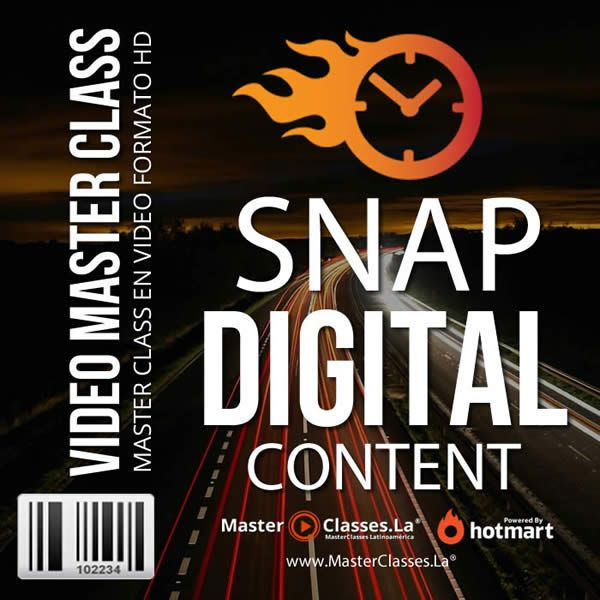 VIDEO MASTER CLASS
MASTER CLASS EN VIDEO FORMATO HD
SNAP
DIGITAL
CONTENT
Master Classes.La®
MasterClasses Latinoamérica
Powered By
hotmart
www.MasterClasses.La®
102234